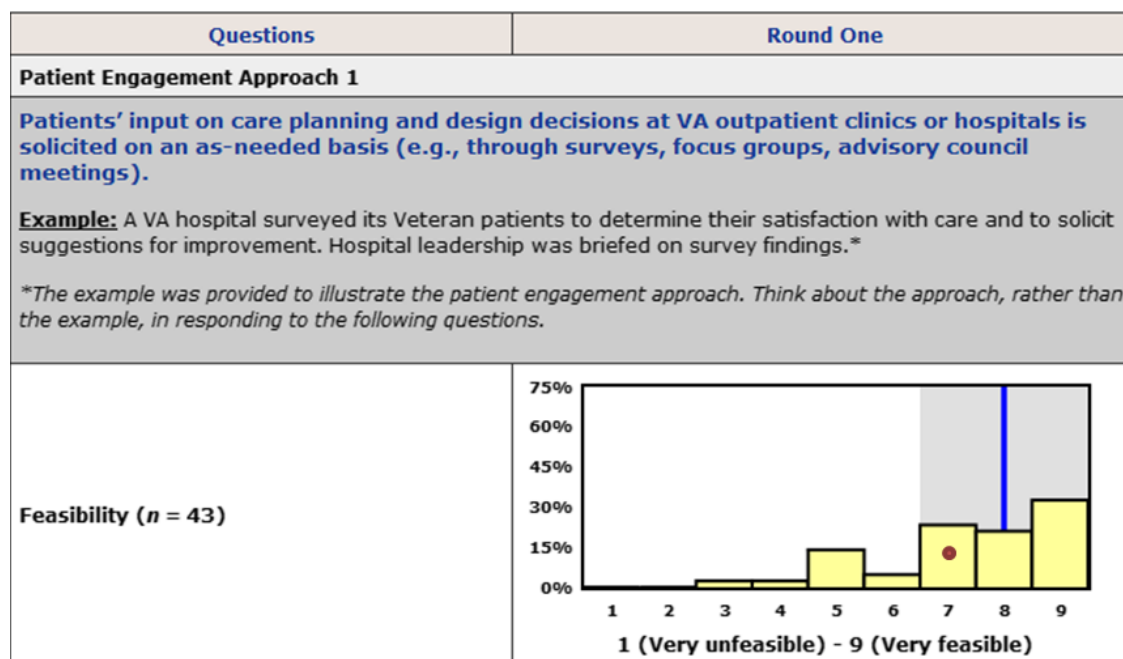 Questions
Round One
Patient Engagement Approach 1
Patients’ input on care planning and design decisions at VA outpatient clinics or hospitals is
solicited on an as-needed basis (e.g., through surveys, focus groups, advisory council
meetings).
Example: A VA hospital surveyed its Veteran patients to determine their satisfaction with care and to solicit
suggestions for improvement. Hospital leadership was briefed on survey findings.*
*The example was provided to illustrate the patient engagement approach. Think about the approach, rather than
the example, in responding to the following questions.
Feasibility (n = 43)
75%
60%
45%
30%
15%
0%
1 2 3 4 5 6 7 8 9
1 (Very unfeasible) - 9 (Very feasible)